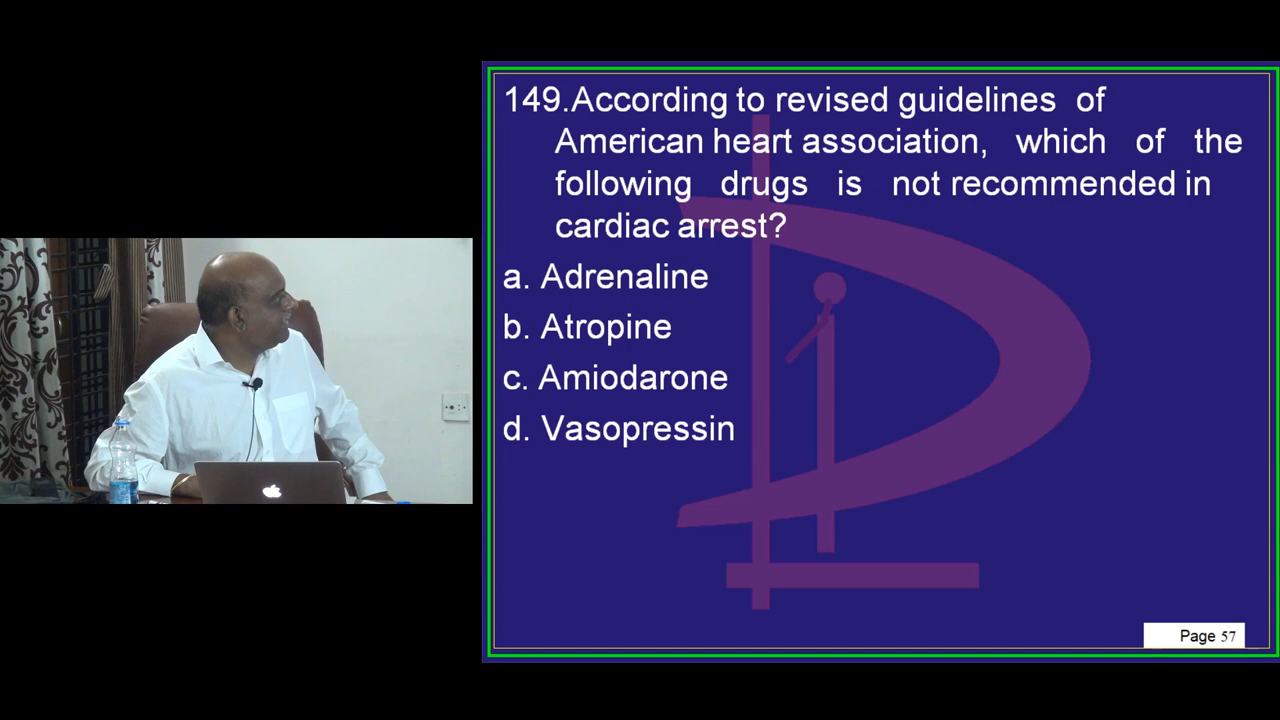 149.According to revised guidelines of
American heart association, which of the
following drugs is not recommended in
cardiac arrest?
a. Adrenaline
b. Atropine
c. Amiodarone
d. Vasopressin
Page 57